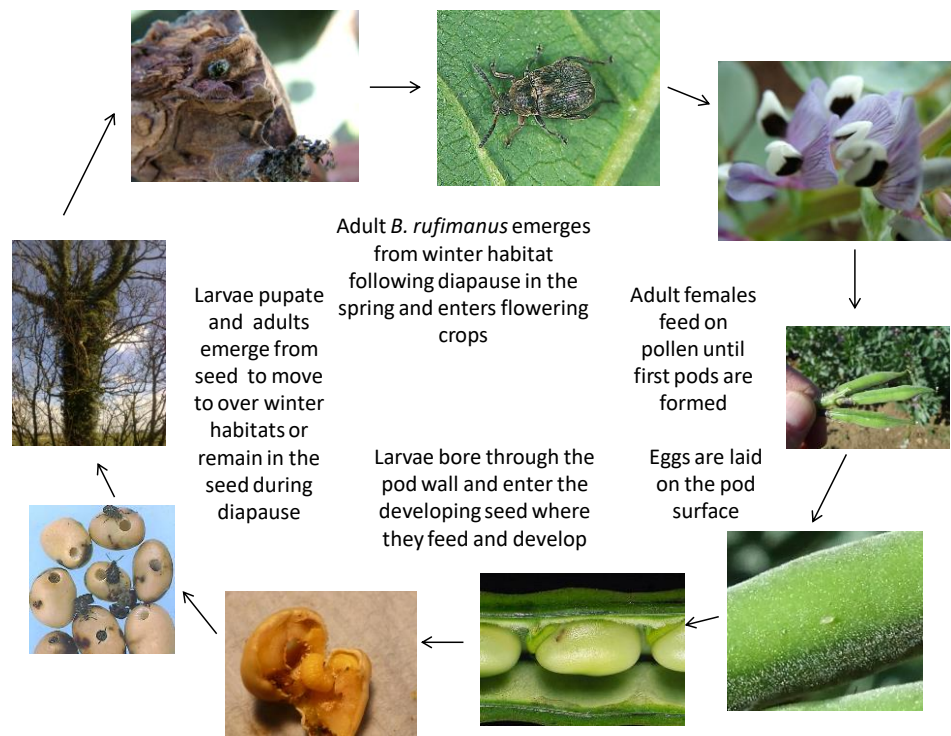 Adult B. rufimanus emerges
from winter habitat
following diapause in the
spring and enters flowering
crops
Adult females
feed on
pollen until
first pods are
formed
Eggs are laid
on the pod
surface
Larvae bore through the
pod wall and enter the
developing seed where
they feed and develop
Larvae pupate
and adults
emerge from
seed to move
to over winter
habitats or
remain in the
seed during
diapause